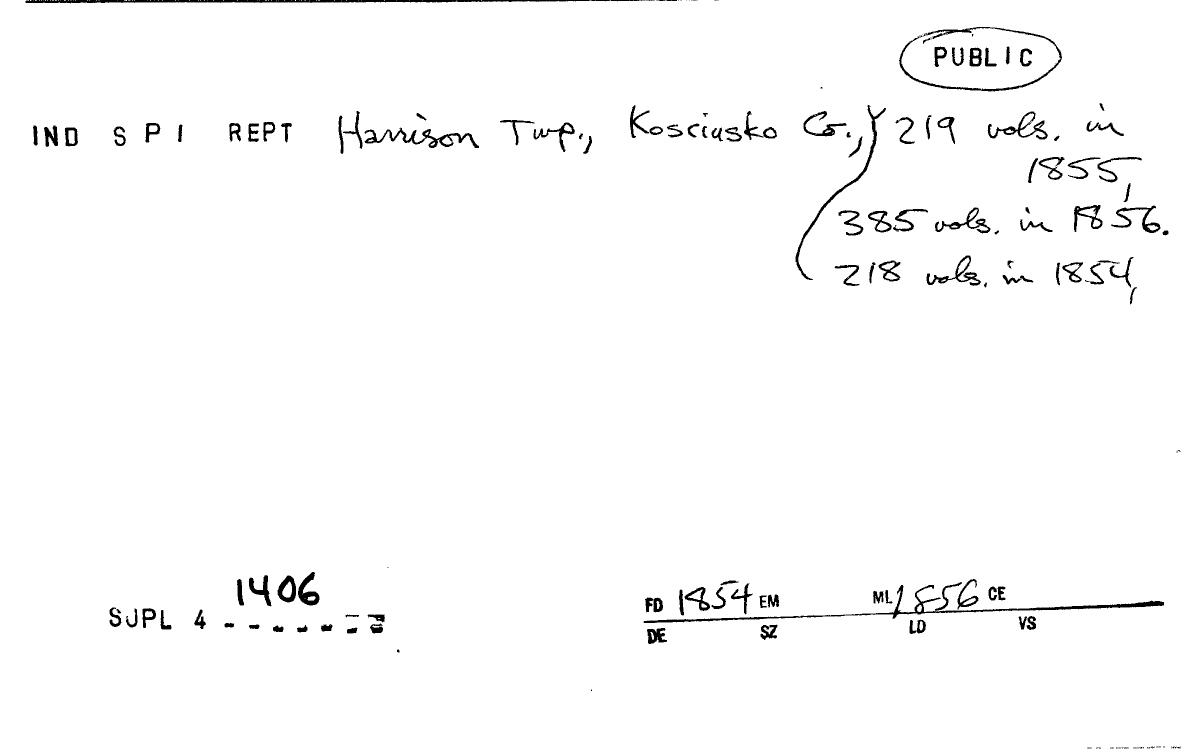 PUBLIC
IND S P I REPT Harrison Twp., Kosciusko Co., 219 vols. in
1855,
385 vols. in 1856.
218 vols. in 1854,
1406
SJPL 4
FD 1854 EM ML 1856 CE
DE SZ LD VS